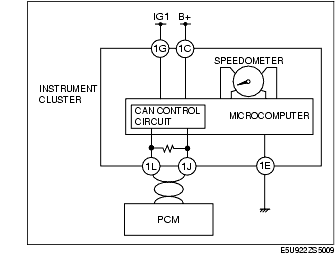 IG1 B+
1G 1C
SPEEDOMETER
INSTRUMENT
CLUSTER
CAN CONTROL
CIRCUIT
MICROCOMPUTER
1L 1J 1E
PCM
E5U922ZS5009